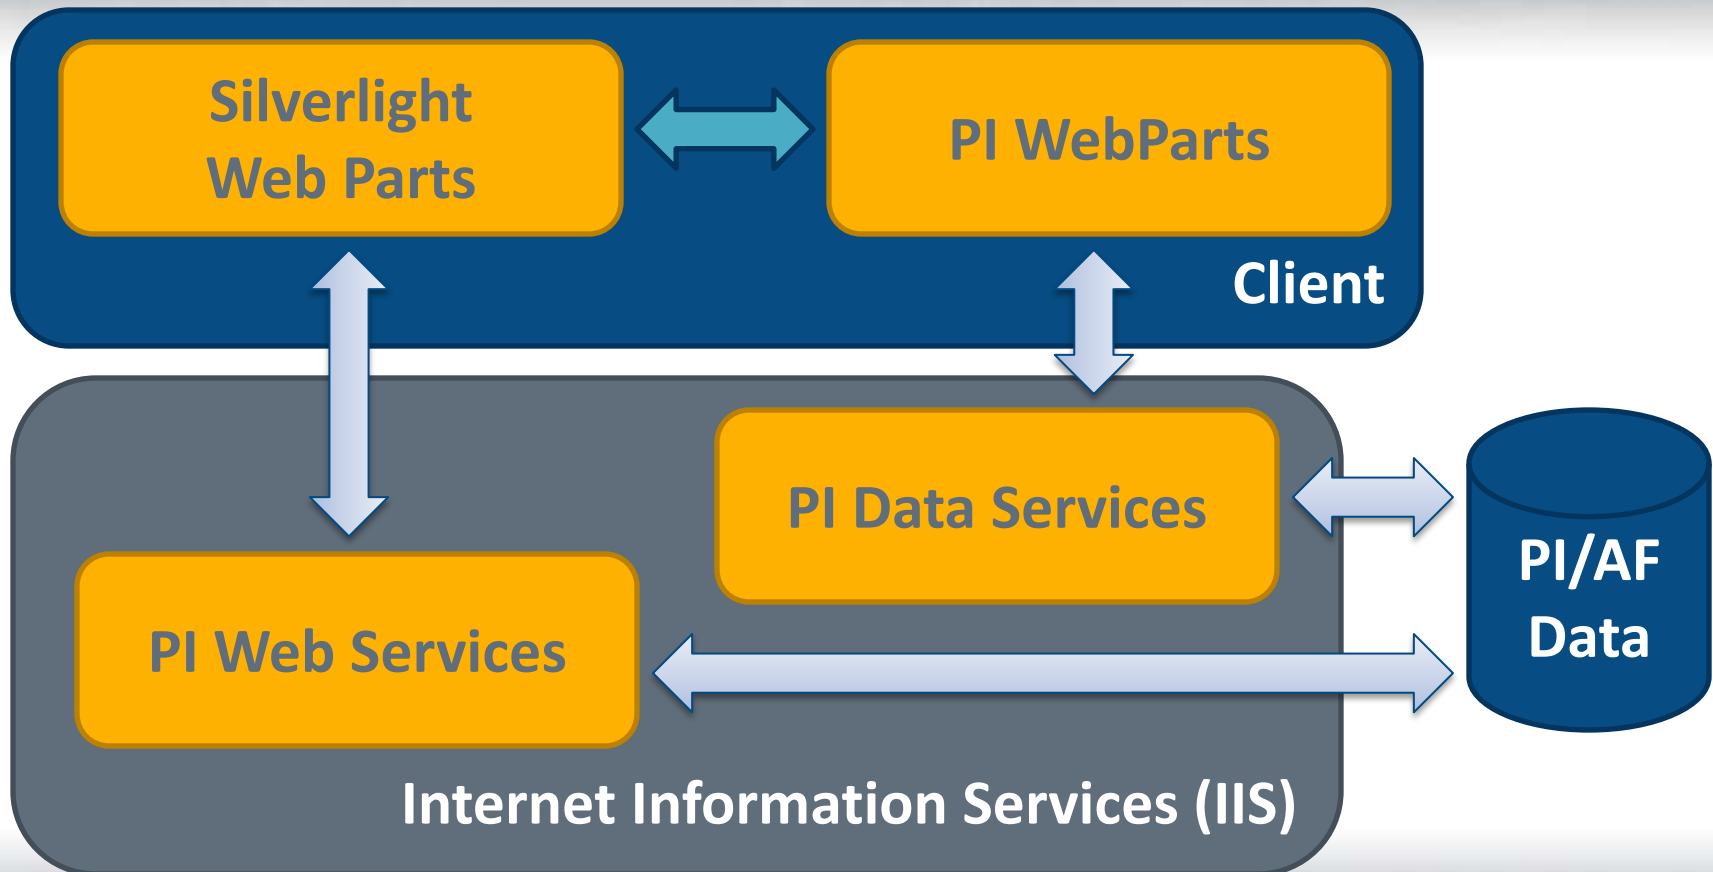 Silverlight
Web Parts
PI WebParts
Client
PI Data Services
PI/AF
Data
PI Web Services
Internet Information Services (IIS)